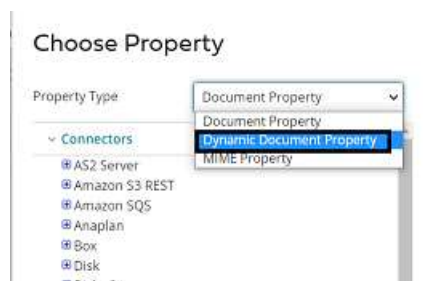 Choose Property
Property Type
Document Property
Document Property
Dynamic Document Property
MIME Property
Connectors
AS2 Server
Amazon S3 REST
Amazon SQS
Anaplan
Box
Disk